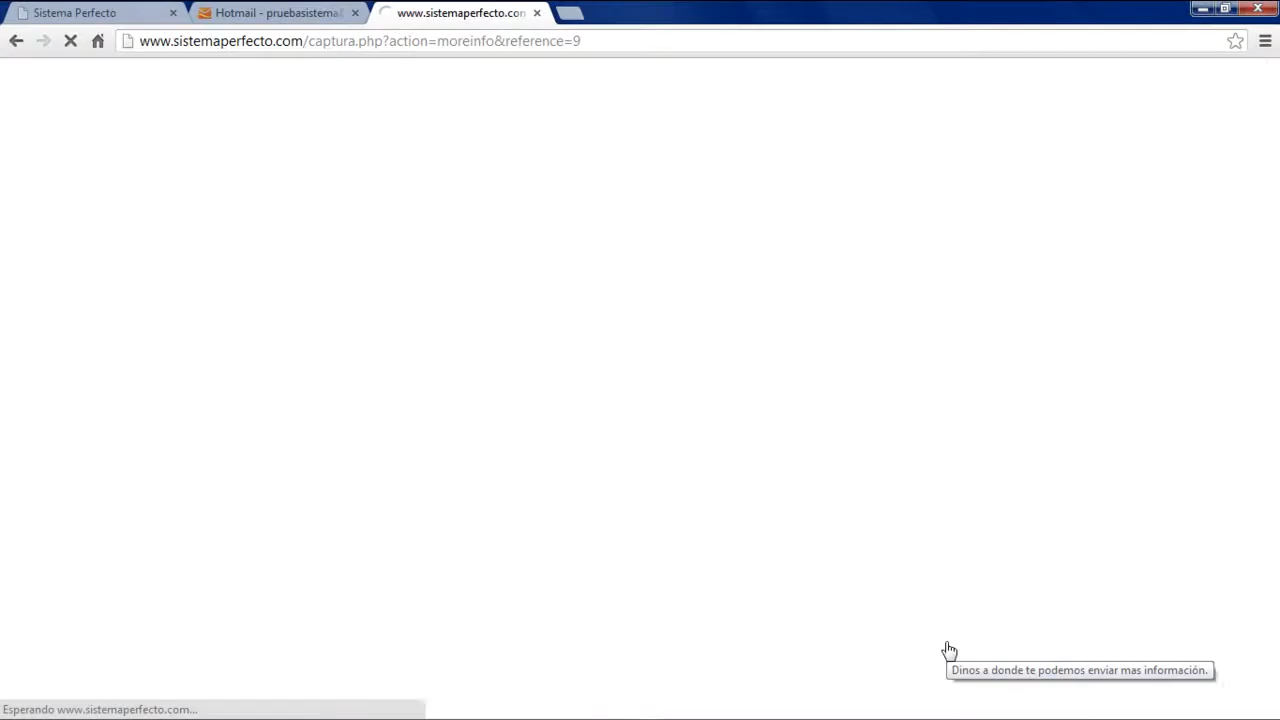 Sistema Perfecto
Hotmail - pruebasistema
www.sistemaperfecto.con
www.sistemaperfecto.com/captura.php?action=moreinfo&reference=9
Dinos a donde te podemos enviar mas información.
Esperando www.sistemaperfecto.com...